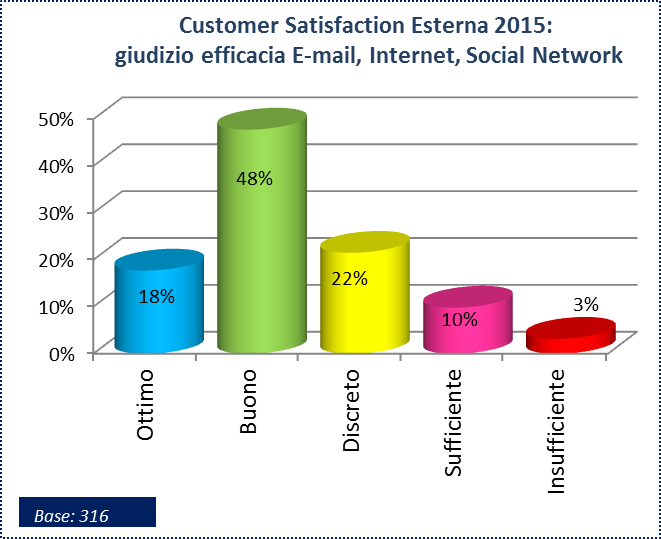 Customer Satisfaction Esterna 2015:
giudizio efficacia E-mail, Internet, Social Network
50%
40%
30%
20%
10%
0%
18%
48%
22%
10%
3%
Ottimo
Buono
Discreto
Sufficiente
Insufficiente
Base: 316